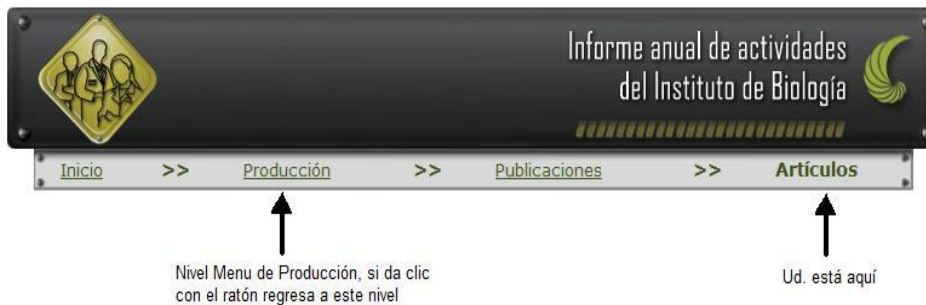 Informe anual de actividades
del Instituto de Biología
Inicio >> Producción >> Publicaciones >> Artículos
Nivel Menu de Producción, si da clic
con el ratón regresa a este nivel
Ud. está aquí